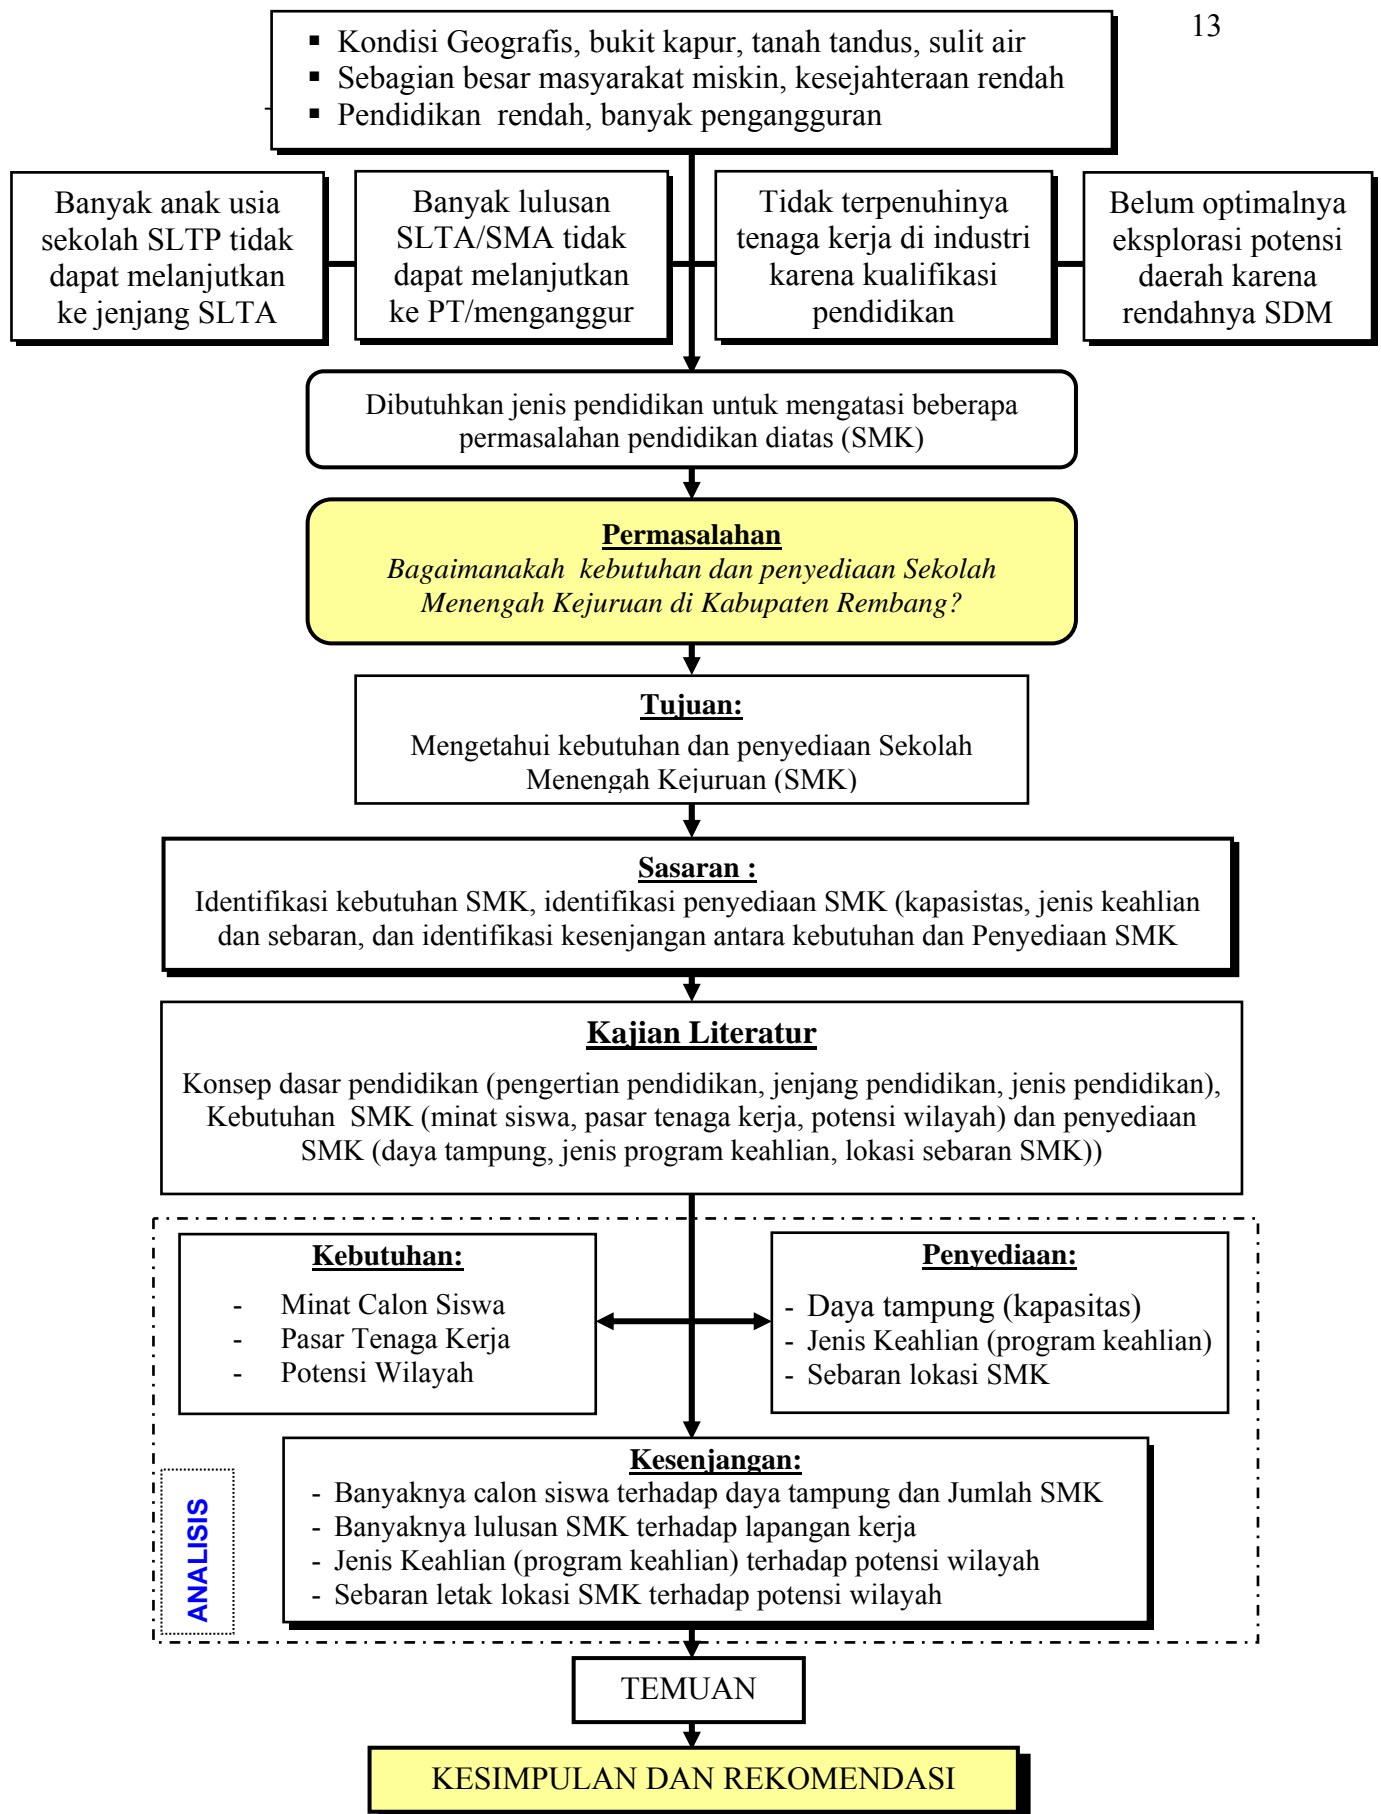 13
▪ Kondisi Geografis, bukit kapur, tanah tandus, sulit air
▪ Sebagian besar masyarakat miskin, kesejahteraan rendah
▪ Pendidikan rendah, banyak pengangguran
Banyak anak usia
sekolah SLTP tidak
dapat melanjutkan
ke jenjang SLTA
Banyak lulusan
SLTA/SMA tidak
dapat melanjutkan
ke PT/menganggur
Tidak terpenuhinya
tenaga kerja di industri
karena kualifikasi
pendidikan
Belum optimalnya
eksplorasi potensi
daerah karena
rendahnya SDM
Dibutuhkan jenis pendidikan untuk mengatasi beberapa
permasalahan pendidikan diatas (SMK)
Permasalahan
Bagaimanakah kebutuhan dan penyediaan Sekolah
Menengah Kejuruan di Kabupaten Rembang?
Tujuan:
Mengetahui kebutuhan dan penyediaan Sekolah
Menengah Kejuruan (SMK)
Sasaran :
Identifikasi kebutuhan SMK, identifikasi penyediaan SMK (kapasistas, jenis keahlian
dan sebaran, dan identifikasi kesenjangan antara kebutuhan dan Penyediaan SMK
Kajian Literatur
Konsep dasar pendidikan (pengertian pendidikan, jenjang pendidikan, jenis pendidikan),
Kebutuhan SMK (minat siswa, pasar tenaga kerja, potensi wilayah) dan penyediaan
SMK (daya tampung, jenis program keahlian, lokasi sebaran SMK))
Kebutuhan:
- Minat Calon Siswa
- Pasar Tenaga Kerja
- Potensi Wilayah
Penyediaan:
- Daya tampung (kapasitas)
- Jenis Keahlian (program keahlian)
- Sebaran lokasi SMK
Kesenjangan:
- Banyaknya calon siswa terhadap daya tampung dan Jumlah SMK
- Banyaknya lulusan SMK terhadap lapangan kerja
- Jenis Keahlian (program keahlian) terhadap potensi wilayah
- Sebaran letak lokasi SMK terhadap potensi wilayah
ANALISIS
TEMUAN
KESIMPULAN DAN REKOMENDASI